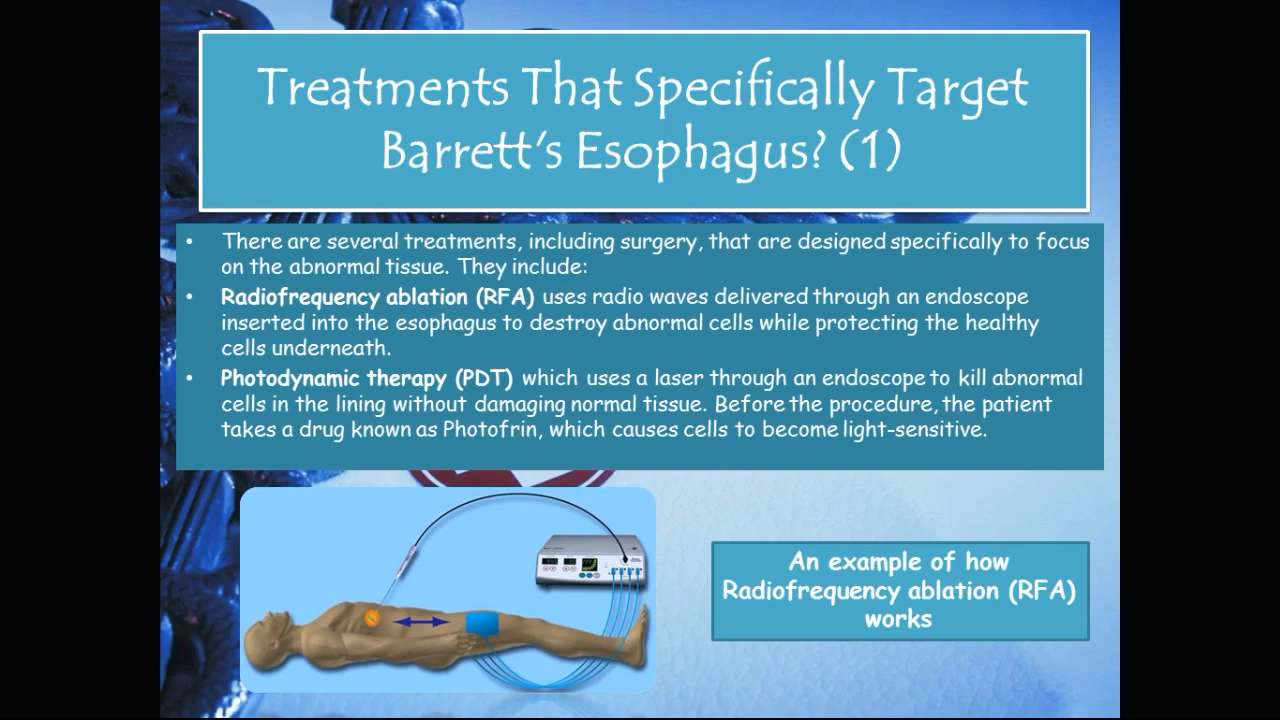 Treatments That Specifically Target
Barrett's Esophagus? (1)
• There are several treatments, including surgery, that are designed specifically to focus
on the abnormal tissue. They include:
• Radiofrequency ablation (RFA) uses radio waves delivered through an endoscope
inserted into the esophagus to destroy abnormal cells while protecting the healthy
cells underneath.
• Photodynamic therapy (PDT) which uses a laser through an endoscope to kill abnormal
cells in the lining without damaging normal tissue. Before the procedure, the patient
takes a drug known as Photofrin, which causes cells to become light-sensitive.
An example of how
Radiofrequency ablation (RFA)
works